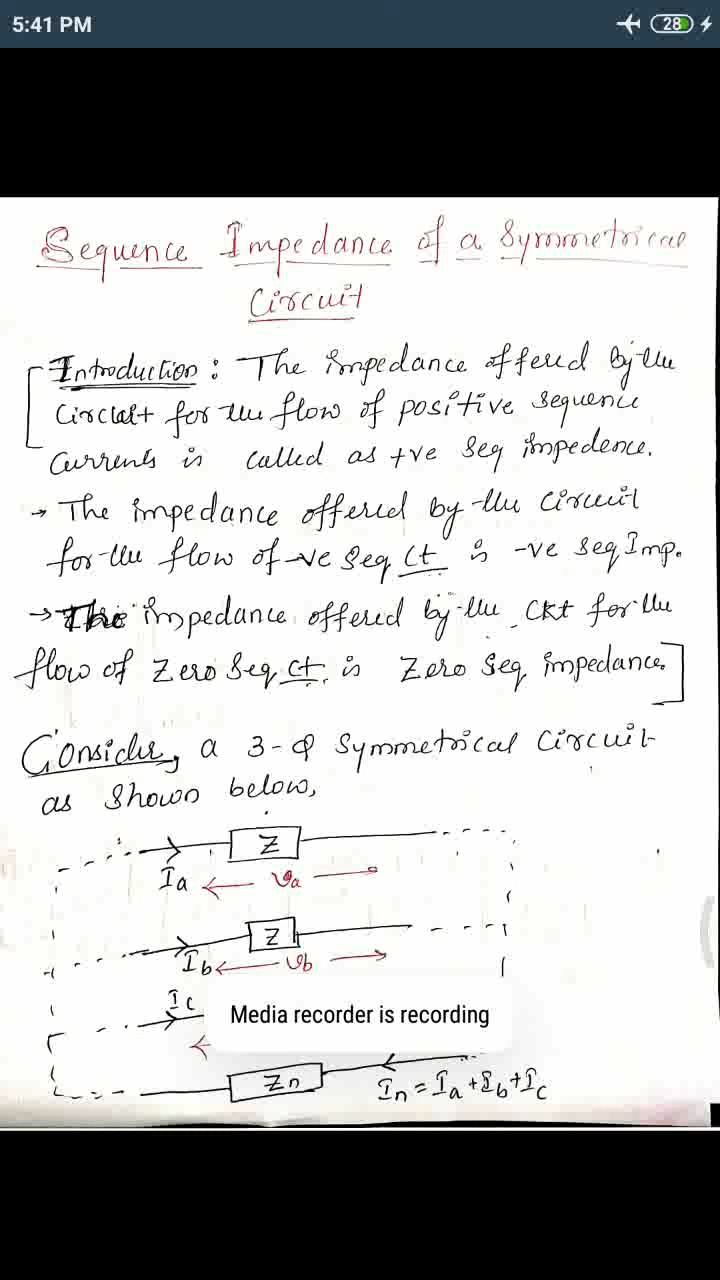 5:41 PM
28
Sequence Impedance of a Symmetrical
Circuit
Introduction: The impedance offered by the
Circuit for the flow of positive sequence
Currents is called as +ve seq impedence.
→ The impedance offered by the circuit
for the flow of -ve seq Ct is -ve seq Imp.
→ The impedance offered by the Ckt for the
flow of Zero seq Ct. is Zero seq impedance.
Consider, a 3-φ Symmetrical Circuit
as shown below,
Z
Ia
Va
Z
Ib
Vb
Ic
Media recorder is recording
Zn
In = Ia + Ib + Ic